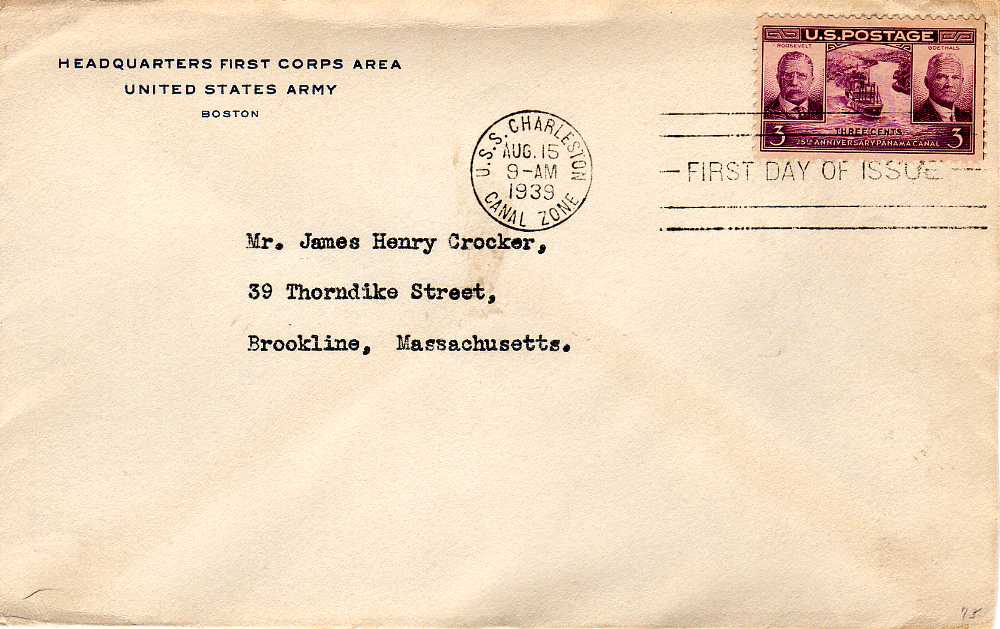 HEADQUARTERS FIRST CORPS AREA
UNITED STATES ARMY
BOSTON
U.S. POSTAGE
ROOSEVELT
GOETHALS
3 THREE CENTS 3
25TH ANNIVERSARY PANAMA CANAL
U.S.S. CHARLESTON
AUG. 15
9-AM
1939
CANAL ZONE
FIRST DAY OF ISSUE
Mr. James Henry Crocker,
39 Thorndike Street,
Brookline, Massachusetts.
75